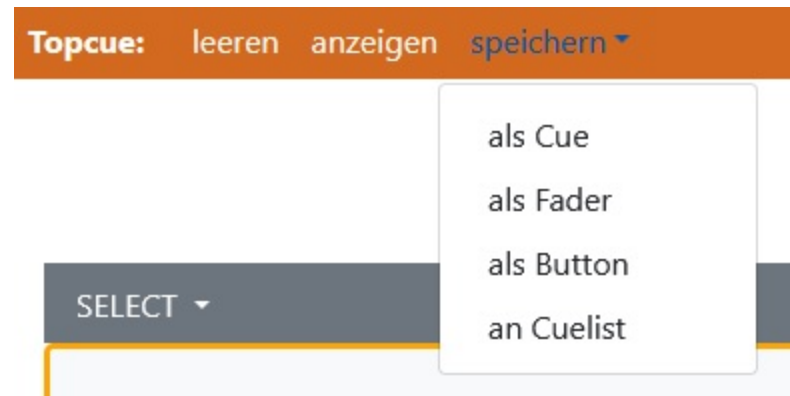 Topcue: leeren anzeigen speichern
als Cue
als Fader
als Button
an Cuelist
SELECT